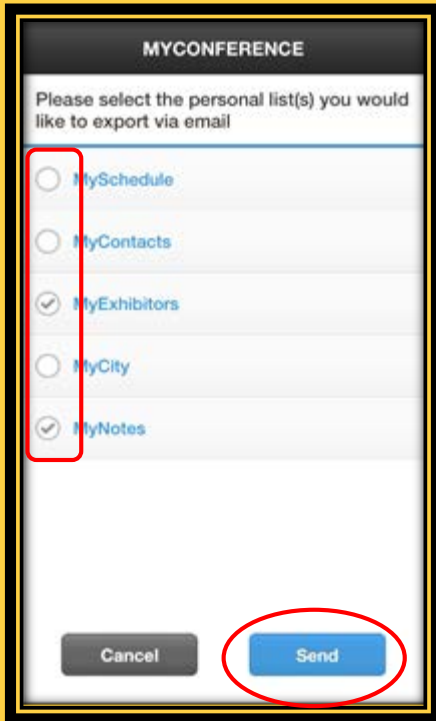 MYCONFERENCE
Please select the personal list(s) you would
like to export via email
MySchedule
MyContacts
MyExhibitors
MyCity
MyNotes
Cancel Send